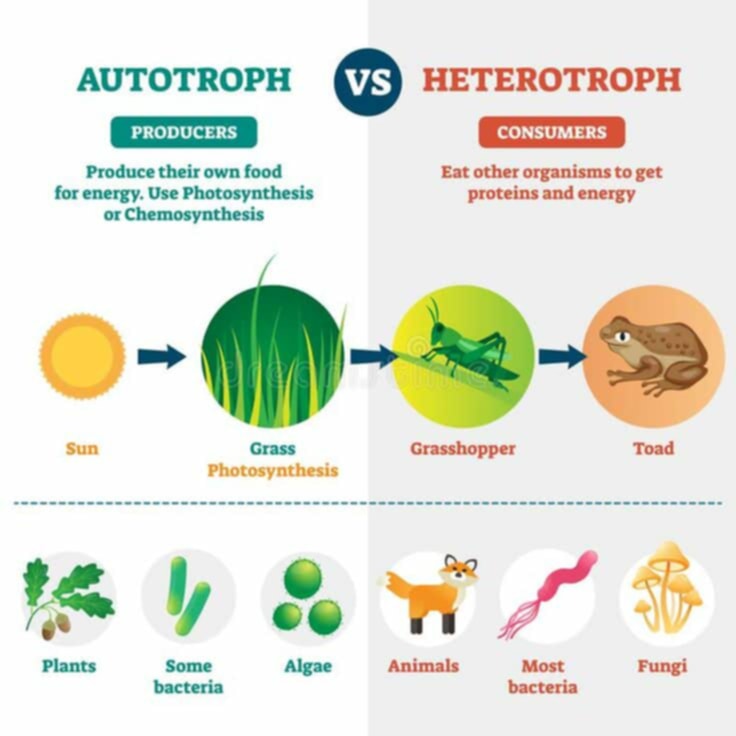 AUTOTROPH
VS
HETEROTROPH
PRODUCERS
CONSUMERS
Produce their own food
for energy. Use Photosynthesis
or Chemosynthesis
Eat other organisms to get
proteins and energy
Sun
Grass
Photosynthesis
Grasshopper
Toad
dreamstime
Plants
Some
bacteria
Algae
Animals
Most
bacteria
Fungi